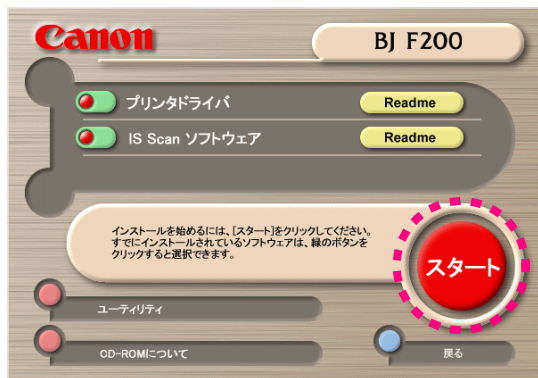 Canon
BJ F200
プリンタドライバ
Readme
IS Scan ソフトウェア
Readme
インストールを始めるには、[スタート]をクリックしてください。
すでにインストールされているソフトウェアは、緑のボタンを
クリックすると選択できます。
スタート
ユーティリティ
CD-ROMについて
戻る